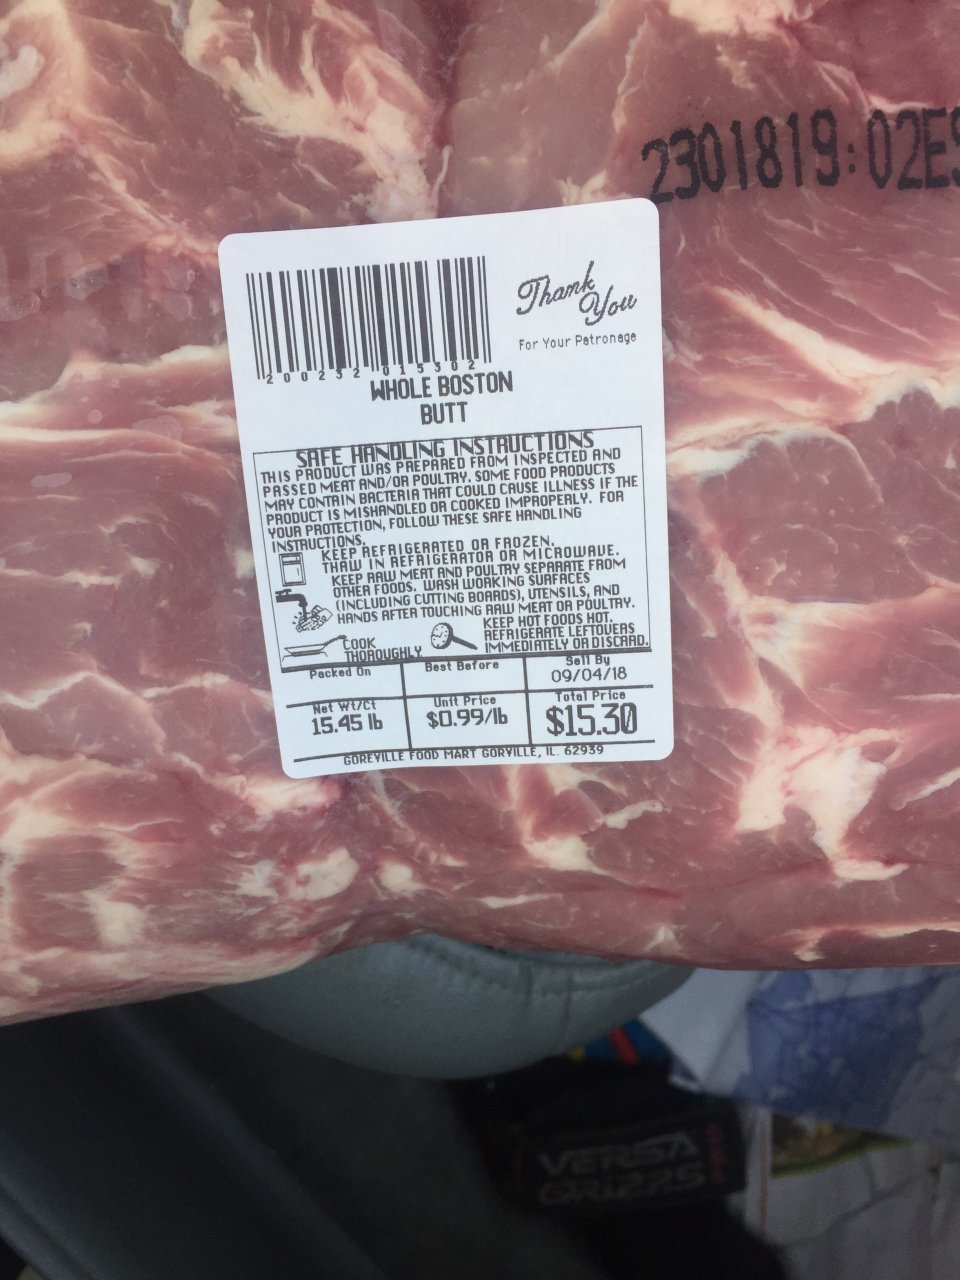 2301819:02E
200232 015302
Thank
You
For Your Patronage
WHOLE BOSTON
BUTT
SAFE HANDLING INSTRUCTIONS
THIS PRODUCT WAS PREPARED FROM INSPECTED AND
PASSED MEAT AND/OR POULTRY. SOME FOOD PRODUCTS
MAY CONTAIN BACTERIA THAT COULD CAUSE ILLNESS IF THE
PRODUCT IS MISHANDLED OR COOKED IMPROPERLY. FOR
YOUR PROTECTION, FOLLOW THESE SAFE HANDLING
INSTRUCTIONS.
KEEP REFRIGERATED OR FROZEN.
THAW IN REFRIGERATOR OR MICROWAVE.
KEEP RAW MEAT AND POULTRY SEPARATE FROM
OTHER FOODS. WASH WORKING SURFACES
(INCLUDING CUTTING BOARDS), UTENSILS, AND
HANDS AFTER TOUCHING RAW MEAT OR POULTRY.
COOK
THOROUGHLY.
KEEP HOT FOODS HOT.
REFRIGERATE LEFTOVERS
IMMEDIATELY OR DISCARD.
Packed On
Best Before
Sell By
09/04/18
Net Wt/Ct
15.45 lb
Unit Price
$0.99/lb
Total Price
$15.30
GOREVILLE FOOD MART GORVILLE, IL. 62939
VERSA
GRIPPS